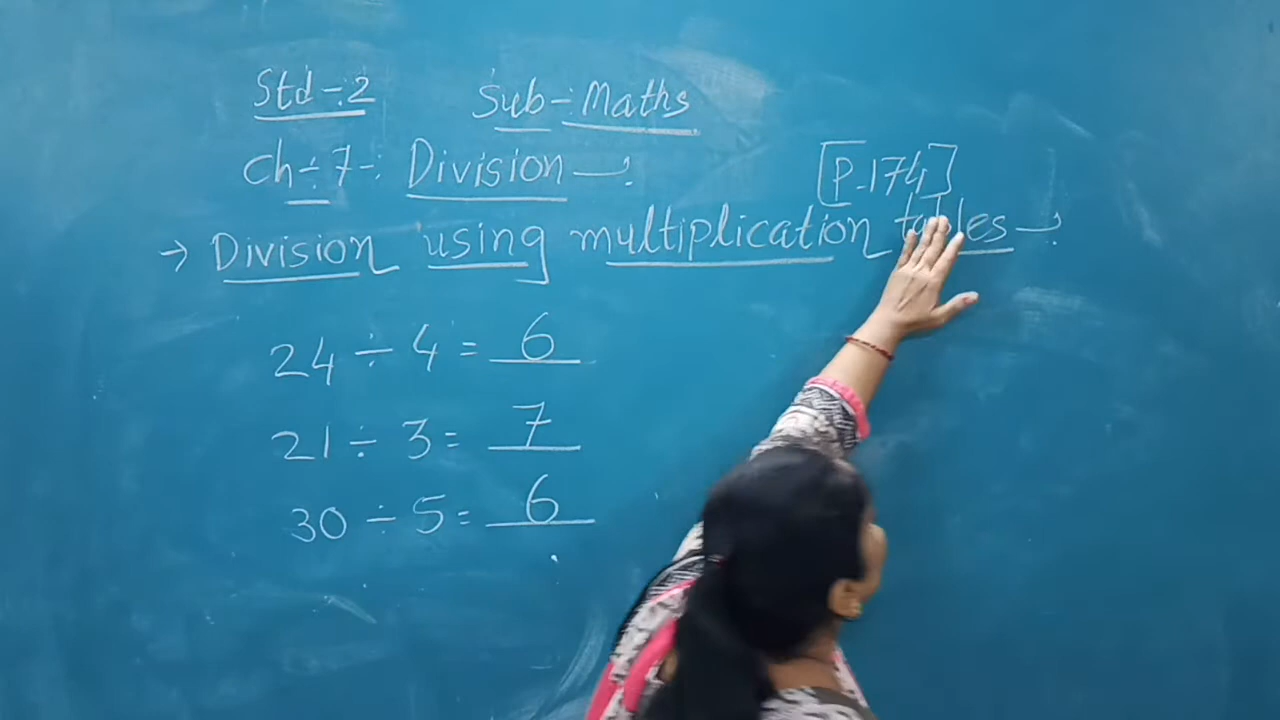 Std-:2 Sub-:Maths
Ch-:7-: Division-:
[P.174]
→ Division using multiplication tables-:
24 ÷ 4 = 6
21 ÷ 3 = 7
30 ÷ 5 = 6